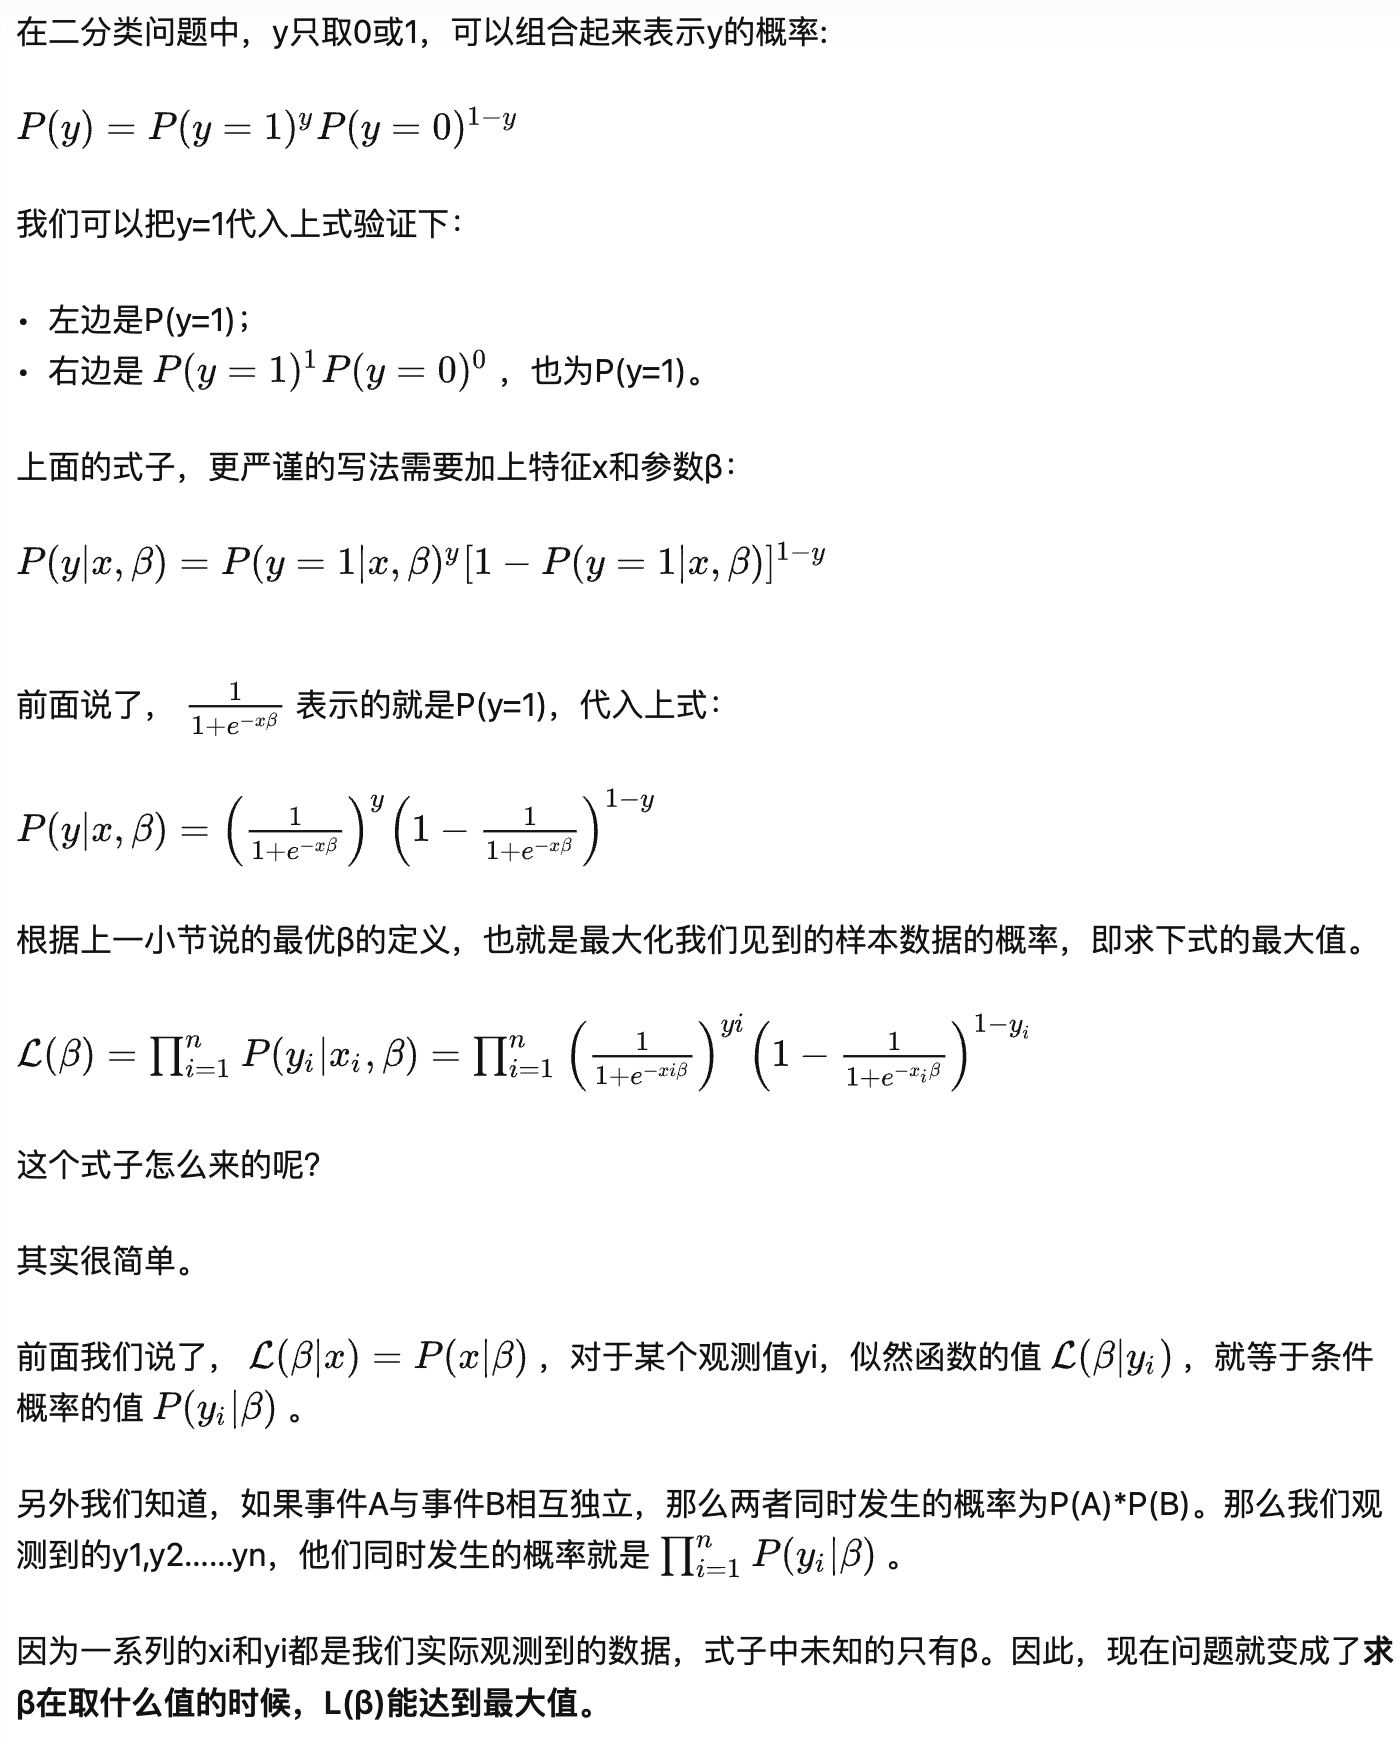 在二分类问题中，y只取0或1，可以组合起来表示y的概率:
$P(y) = P(y = 1)^y P(y = 0)^{1-y}$
我们可以把y=1代入上式验证下：
• 左边是P(y=1)；
• 右边是 $P(y = 1)^1 P(y = 0)^0$ ，也为P(y=1)。
上面的式子，更严谨的写法需要加上特征x和参数β：
$P(y|x, \beta) = P(y = 1|x, \beta)^y [1 - P(y = 1|x, \beta)]^{1-y}$
前面说了， $\frac{1}{1+e^{-x\beta}}$ 表示的就是P(y=1)，代入上式：
$P(y|x, \beta) = \left(\frac{1}{1+e^{-x\beta}}\right)^y \left(1 - \frac{1}{1+e^{-x\beta}}\right)^{1-y}$
根据上一小节说的最优β的定义，也就是最大化我们见到的样本数据的概率，即求下式的最大值。
$\mathcal{L}(\beta) = \prod_{i=1}^n P(y_i|x_i, \beta) = \prod_{i=1}^n \left(\frac{1}{1+e^{-xi\beta}}\right)^{yi} \left(1 - \frac{1}{1+e^{-x_i\beta}}\right)^{1-y_i}$
这个式子怎么来的呢?
其实很简单。
前面我们说了， $\mathcal{L}(\beta|x) = P(x|\beta)$ ，对于某个观测值yi，似然函数的值 $\mathcal{L}(\beta|y_i)$ ，就等于条件
概率的值 $P(y_i|\beta)$ 。
另外我们知道，如果事件A与事件B相互独立，那么两者同时发生的概率为P(A)*P(B)。那么我们观
测到的y1,y2……yn，他们同时发生的概率就是 $\prod_{i=1}^n P(y_i|\beta)$ 。
因为一系列的xi和yi都是我们实际观测到的数据，式子中未知的只有β。因此，现在问题就变成了求
β在取什么值的时候，L(β)能达到最大值。